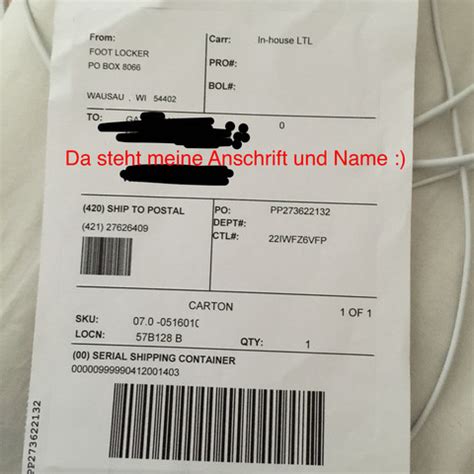 From:
FOOT LOCKER
PO BOX 8066
WAUSAU , WI 54402
Carr: In-house LTL
PRO#:
BOL#:
TO: GA
0
Da steht meine Anschrift und Name :)
(420) SHIP TO POSTAL
(421) 27626409
PO: PP273622132
DEPT#:
CTL#: 22IWFZ6VFP
CARTON
1 OF 1
SKU: 07.0 -051601
LOCN: 57B128 B
QTY: 1
(00) SERIAL SHIPPING CONTAINER
00000999990412001403
PP273622132